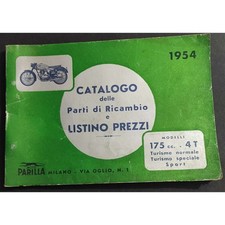 1954
CATALOGO
delle
Parti di Ricambio
e
LISTINO PREZZI
MODELLI
175 cc. - 4 T
Turismo normale
Turismo speciale
Sport
PARILLA MILANO - VIA